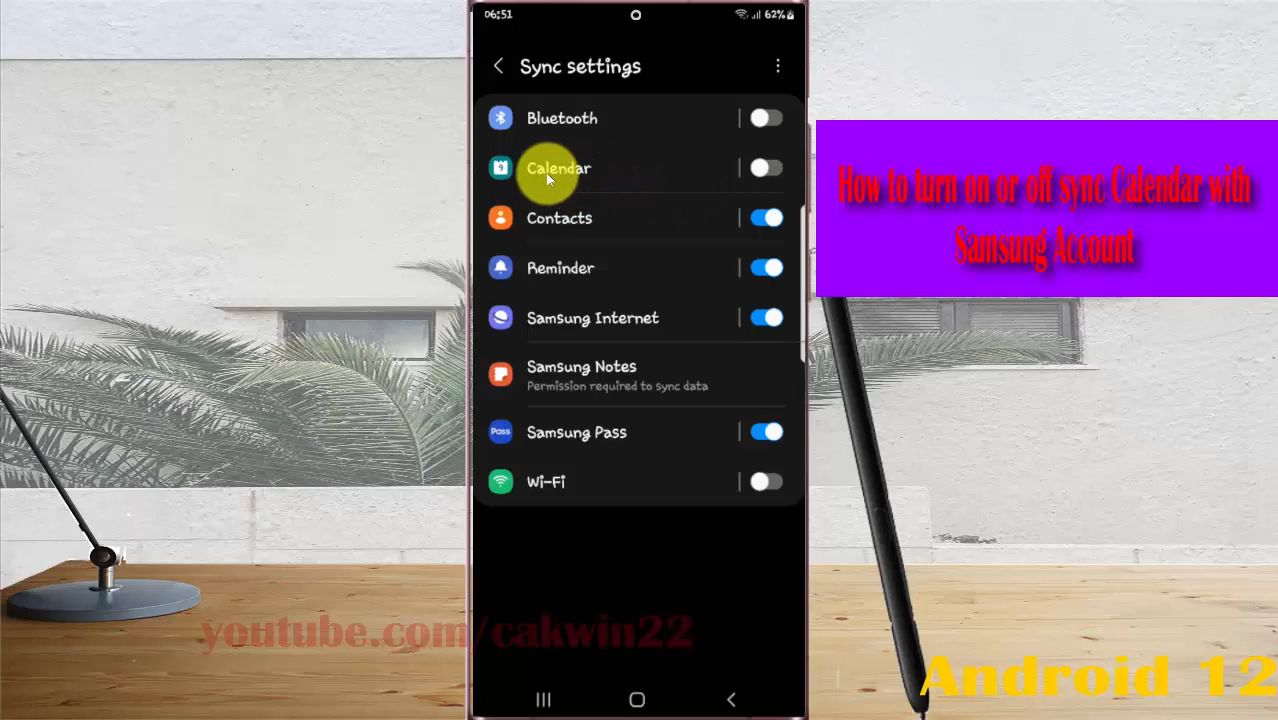 06:51
62%
Sync settings
Bluetooth
9 Calendar
Contacts
Reminder
Samsung Internet
Samsung Notes
Permission required to sync data
Pass Samsung Pass
Wi-Fi
How to turn on or off sync Calendar with
Samsung Account
youtube.com/cakwin22
Android 12